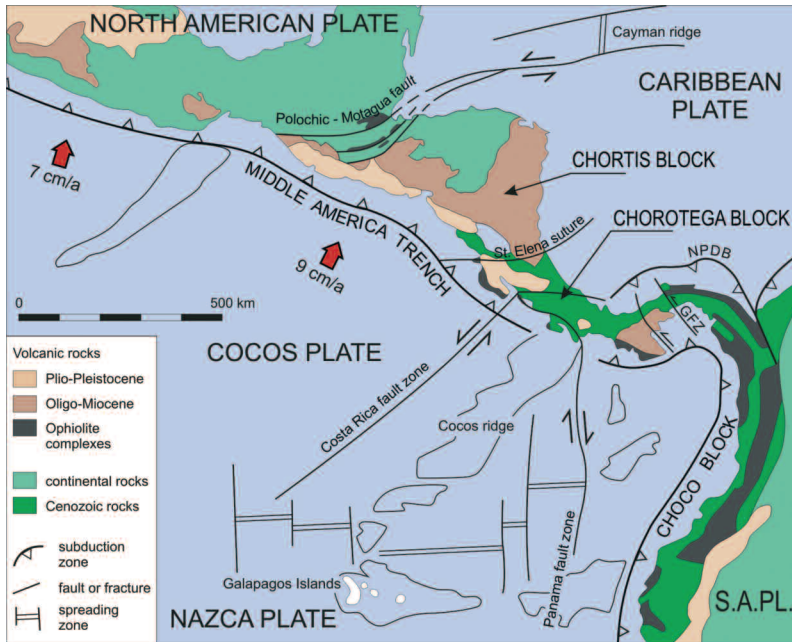 NORTH AMERICAN PLATE
Cayman ridge
CARIBBEAN
PLATE
Polochic - Motagua fault
7 cm/a
CHORTIS BLOCK
MIDDLE AMERICA TRENCH
CHOROTEGA BLOCK
St. Elena suture
9 cm/a
NPDB
0
500 km
GFZ
COCOS PLATE
Volcanic rocks
Plio-Pleistocene
Oligo-Miocene
Ophiolite
complexes
continental rocks
Cenozoic rocks
subduction
zone
fault or fracture
spreading
zone
Costa Rica fault zone
Cocos ridge
CHOCO BLOCK
Panama fault zone
Galapagos Islands
NAZCA PLATE
S.A.PL.